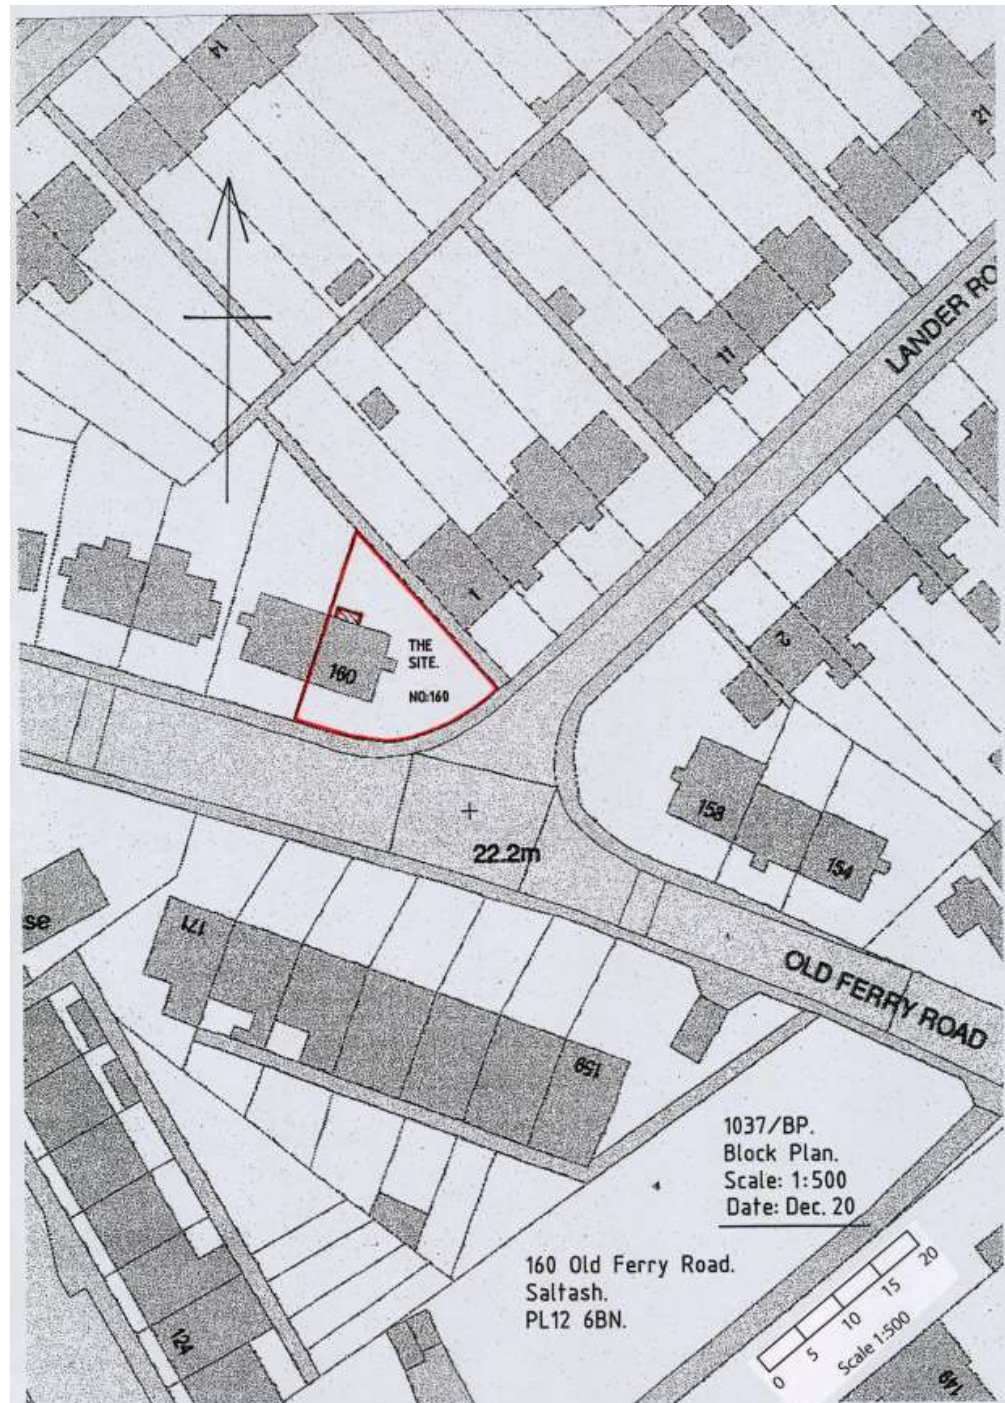 14
21
LANDER RO
11
1
THE
SITE.
160
NO:160
2
158
154
22.2m
se
171
OLD FERRY ROAD
159
1037/BP.
Block Plan.
Scale: 1:500
Date: Dec. 20
160 Old Ferry Road.
Saltash.
PL12 6BN.
0 5 10 15 20
Scale 1:500
124
149